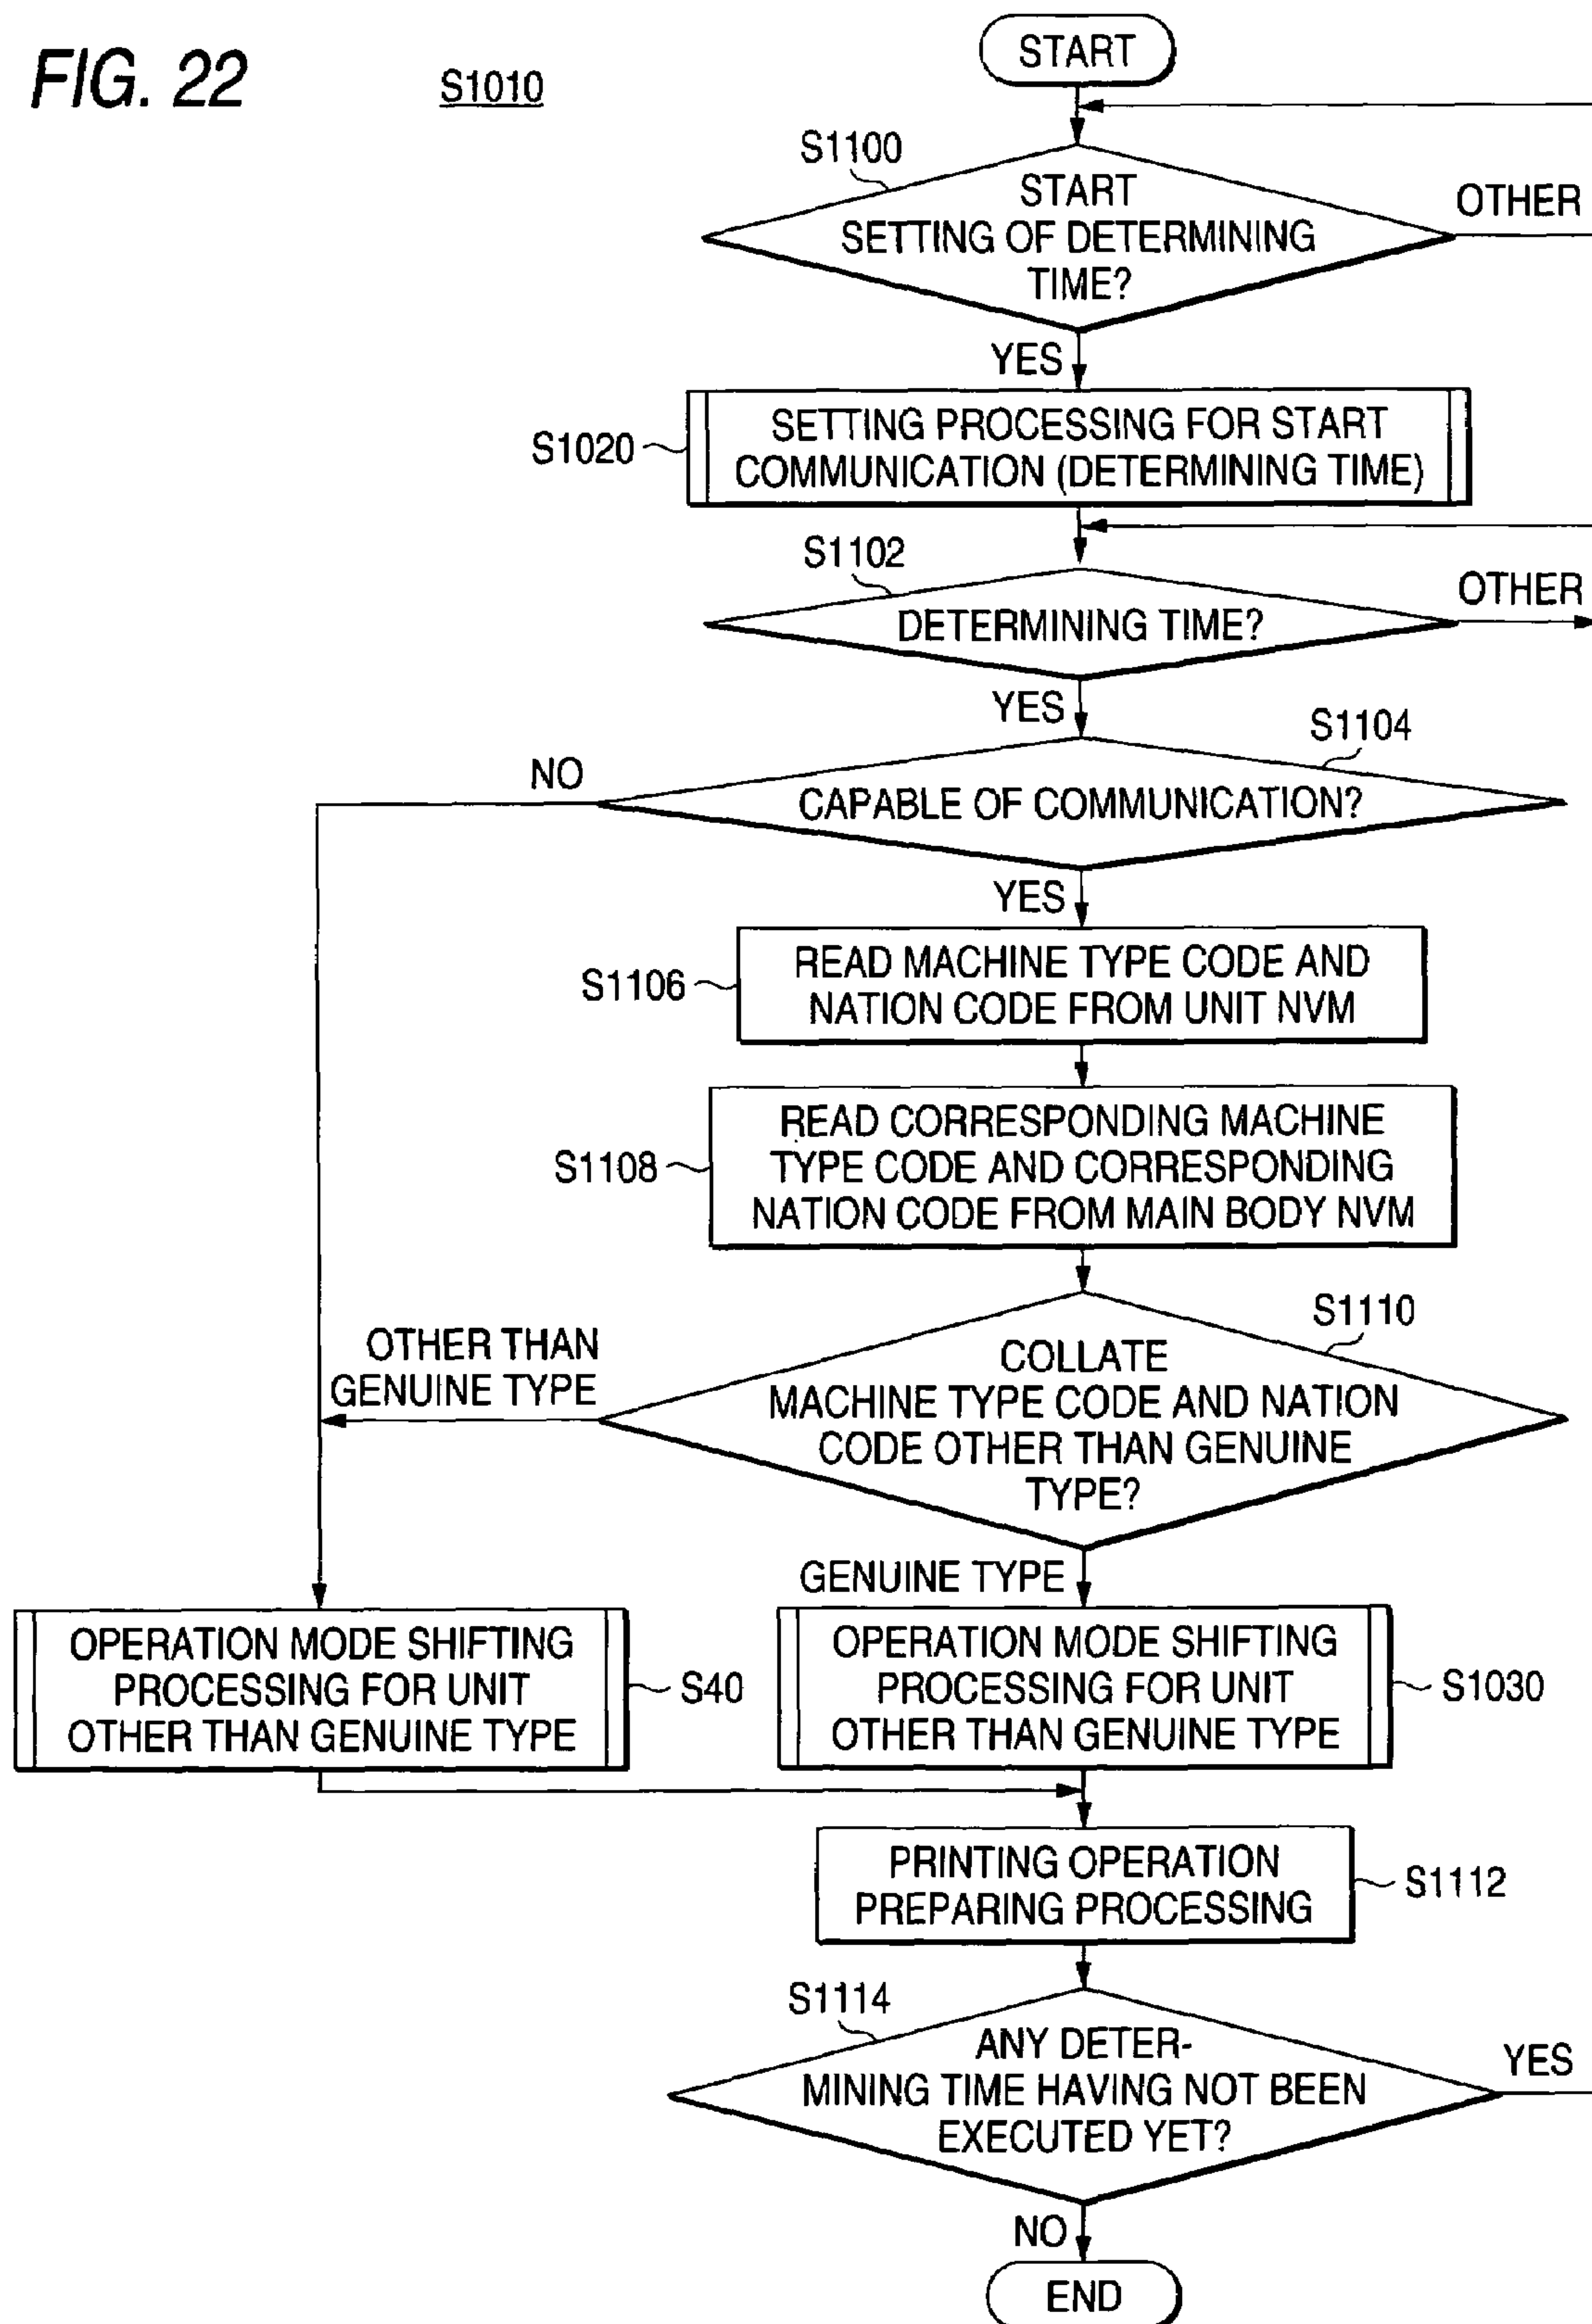 FIG. 22
S1010
START
S1100
START
SETTING OF DETERMINING
TIME?
OTHER
YES
S1020
SETTING PROCESSING FOR START
COMMUNICATION (DETERMINING TIME)
S1102
DETERMINING TIME?
OTHER
YES
S1104
NO
CAPABLE OF COMMUNICATION?
YES
S1106
READ MACHINE TYPE CODE AND
NATION CODE FROM UNIT NVM
S1108
READ CORRESPONDING MACHINE
TYPE CODE AND CORRESPONDING
NATION CODE FROM MAIN BODY NVM
S1110
OTHER THAN
GENUINE TYPE
COLLATE
MACHINE TYPE CODE AND NATION
CODE OTHER THAN GENUINE
TYPE?
GENUINE TYPE
OPERATION MODE SHIFTING
PROCESSING FOR UNIT
OTHER THAN GENUINE TYPE
S40
OPERATION MODE SHIFTING
PROCESSING FOR UNIT
OTHER THAN GENUINE TYPE
S1030
PRINTING OPERATION
PREPARING PROCESSING
S1112
S1114
ANY DETER-
MINING TIME HAVING NOT BEEN
EXECUTED YET?
YES
NO
END